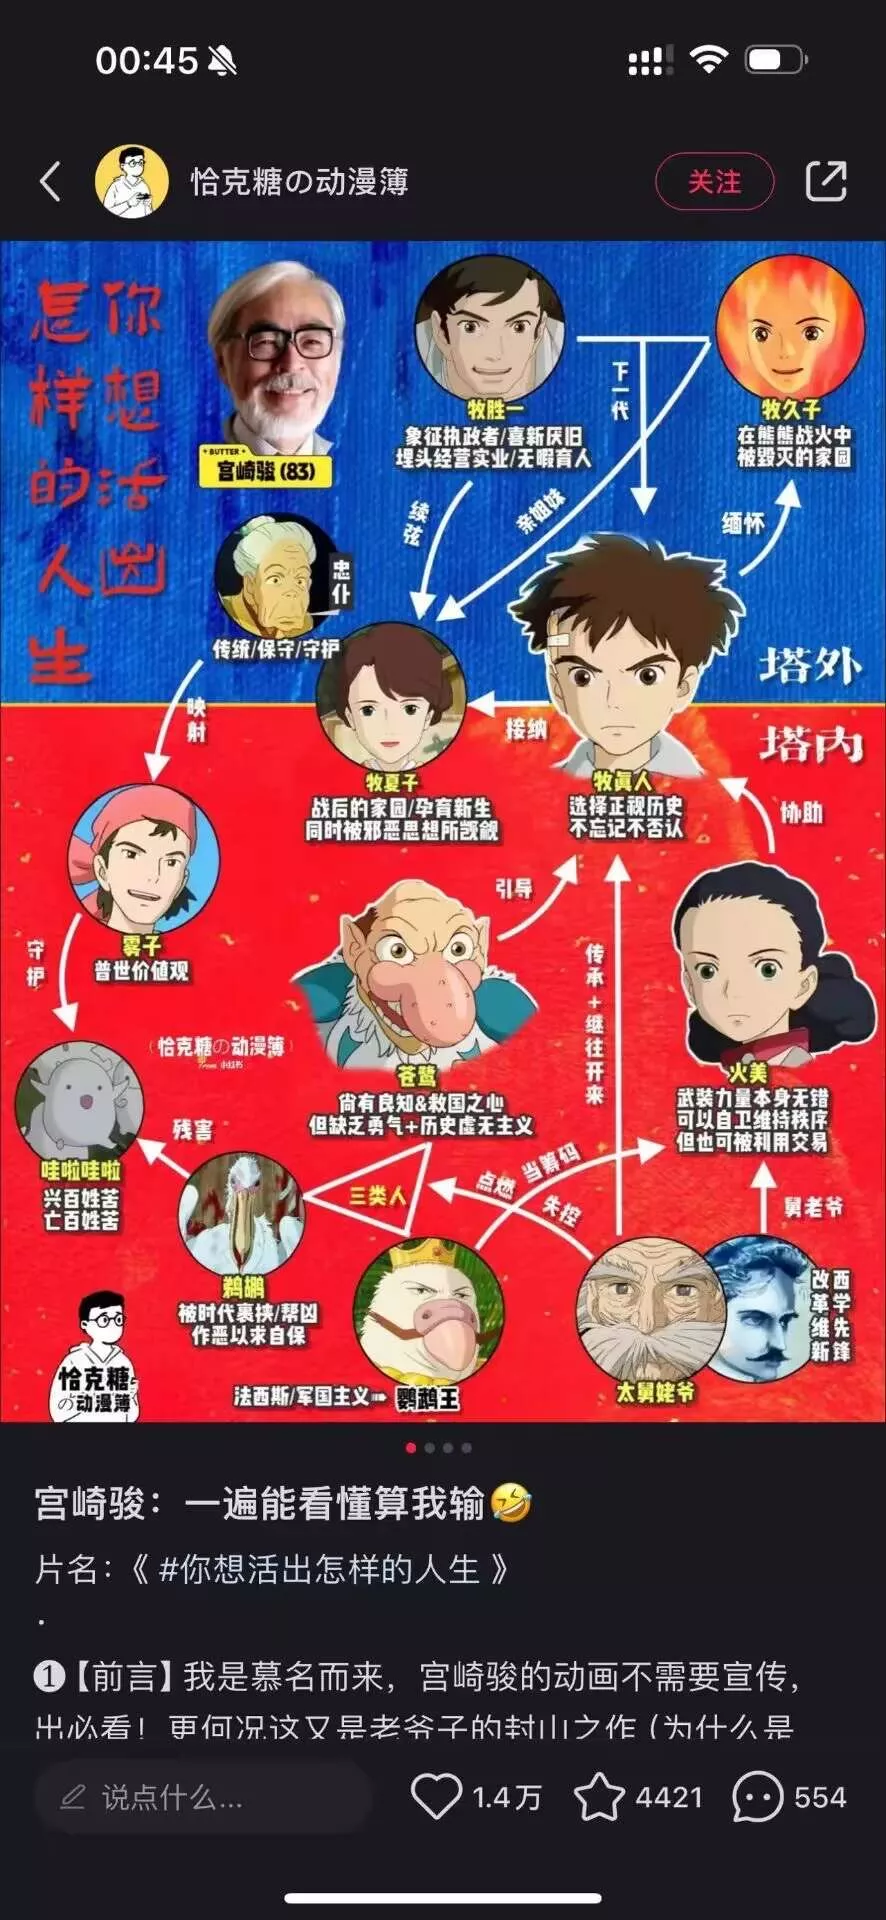 00:45
恰克糖の动漫簿
关注
你想活出
怎样的人生
BUTTER
宫崎骏(83)
牧胜一
象征执政者/喜新厌旧
埋头经营实业/无暇育人
下一代
牧久子
在熊熊战火中
被毁灭的家园
续弦
亲姐妹
缅怀
忠仆
传统/保守/守护
映射
塔外
塔内
接纳
牧夏子
战后的家园/孕育新生
同时被邪恶思想所觊觎
牧真人
选择正视历史
不忘记不否认
协助
雾子
普世价值观
守护
引导
传承+继往开来
恰克糖の动漫簿
苍鹭
尚有良知&救国之心
但缺乏勇气+历史虚无主义
火美
武装力量本身无错
可以自卫维持秩序
但也可被利用交易
哇啦哇啦
兴百姓苦
亡百姓苦
残害
三类人
点燃
当筹码
失控
舅老爷
鹈鹕
被时代裹挟/帮凶
作恶以求自保
西学先锋
改革维新
恰克糖
の动漫簿
法西斯/军国主义
鹦鹉王
太舅姥爷
宫崎骏：一遍能看懂算我输🤣
片名：《 #你想活出怎样的人生 》
.
❶【前言】我是慕名而来，宫崎骏的动画不需要宣传，
出必看！更何况这又是老爷子的封山之作（为什么是
说点什么...
1.4万
4421
554